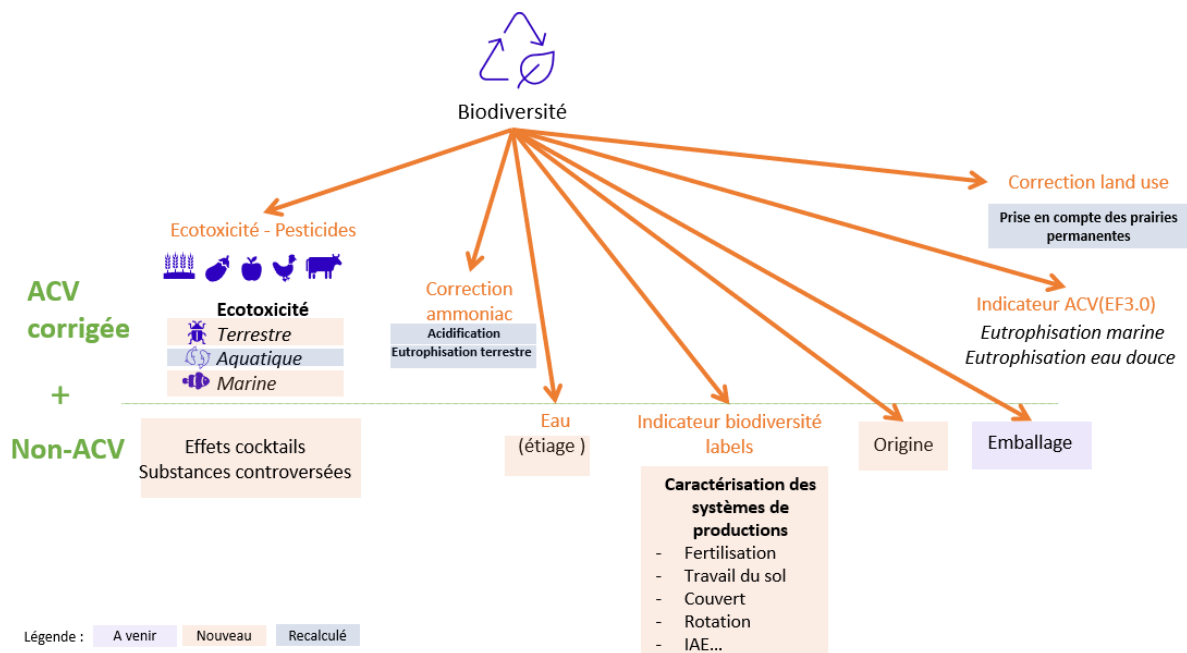 Biodiversité
Correction land use
Prise en compte des prairies
permanentes
Ecotoxicité - Pesticides
ACV
corrigée
Ecotoxicité
Terrestre
Aquatique
Marine
Correction
ammoniac
Acidification
Eutrophisation terrestre
Indicateur ACV(EF3.0)
Eutrophisation marine
Eutrophisation eau douce
+
Non-ACV
Effets cocktails
Substances controversées
Eau
(étiage )
Indicateur biodiversité
labels
Caractérisation des
systèmes de
productions
- Fertilisation
- Travail du sol
- Couvert
- Rotation
- IAE...
Origine
Emballage
Légende : A venir Nouveau Recalculé